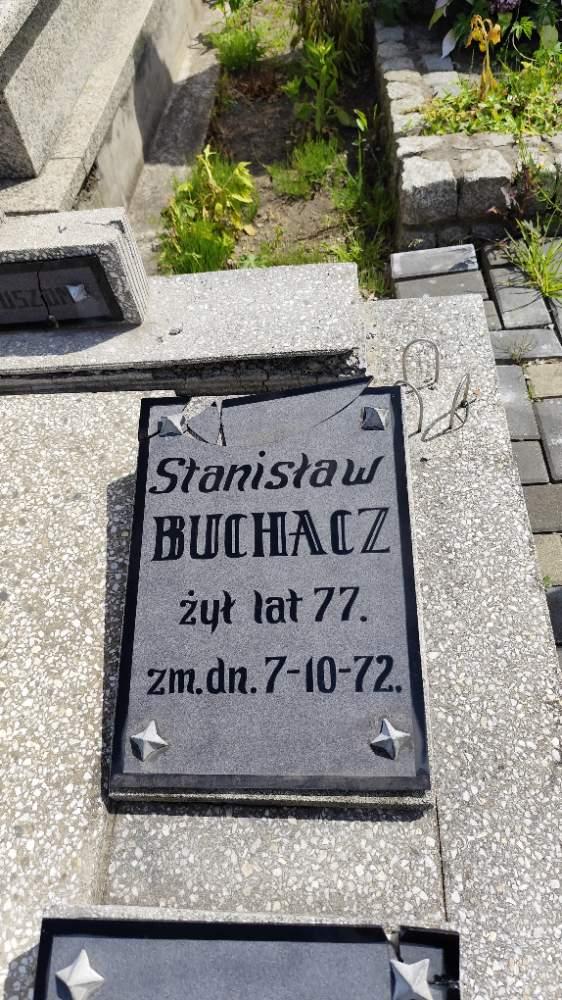 Stanisław
BUCHACZ
żył lat 77.
zm. dn. 7-10-72.